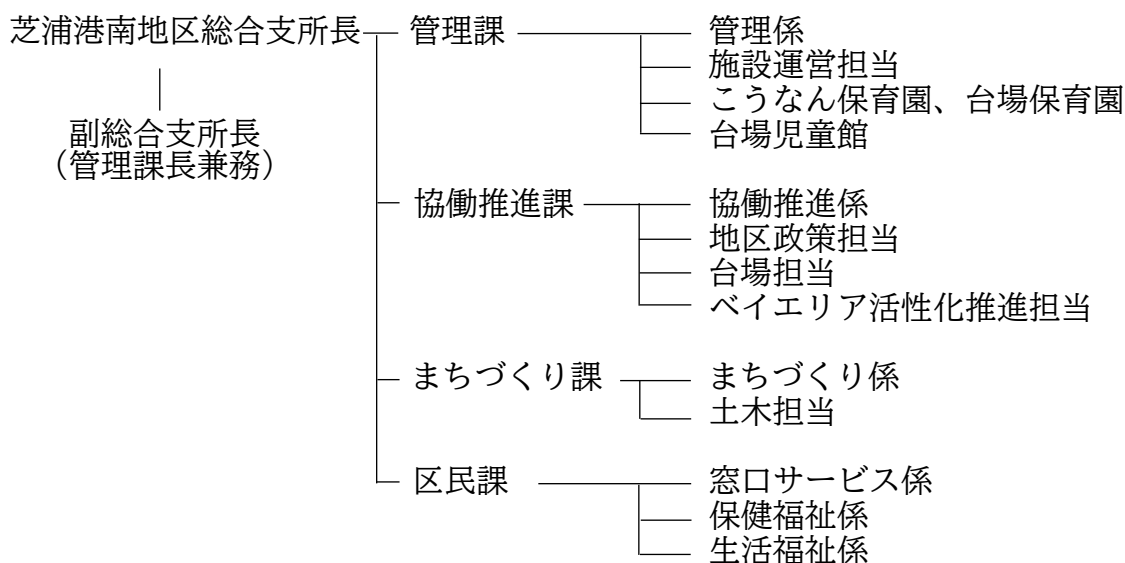 芝浦港南地区総合支所長
副総合支所長
（管理課長兼務）
管理課
管理係
施設運営担当
こうなん保育園、台場保育園
台場児童館
協働推進課
協働推進係
地区政策担当
台場担当
ベイエリア活性化推進担当
まちづくり課
まちづくり係
土木担当
区民課
窓口サービス係
保健福祉係
生活福祉係